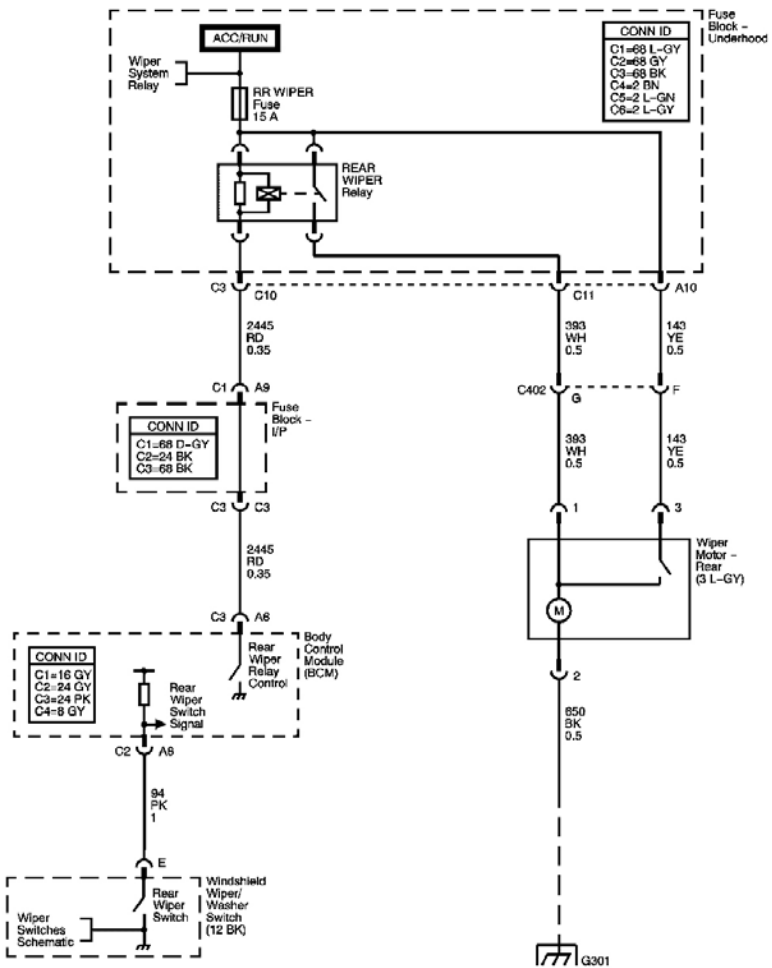 Fuse
Block –
Underhood
ACC/RUN
CONN ID
C1=68 L–GY
C2=68 GY
C3=68 BK
C4=2 BN
C5=2 L–GN
C6=2 L–GY
Wiper
System
Relay
RR WIPER
Fuse
15 A
REAR
WIPER
Relay
C3
C10
C11
A10
2445
RD
0.35
393
WH
0.5
143
YE
0.5
C1
A9
C402
G
F
Fuse
Block –
I/P
CONN ID
C1=68 D–GY
C2=24 BK
C3=68 BK
393
WH
0.5
143
YE
0.5
C3
C3
1
3
2445
RD
0.35
Wiper
Motor –
Rear
(3 L–GY)
M
C3
A6
Body
Control
Module
(BCM)
CONN ID
C1=16 GY
C2=24 GY
C3=24 PK
C4=8 GY
Rear
Wiper
Relay
Control
Rear
Wiper
Switch
Signal
2
650
BK
0.5
C2
A8
94
PK
1
E
Windshield
Wiper/
Washer
Switch
(12 BK)
Rear
Wiper
Switch
Wiper
Switches
Schematic
G301